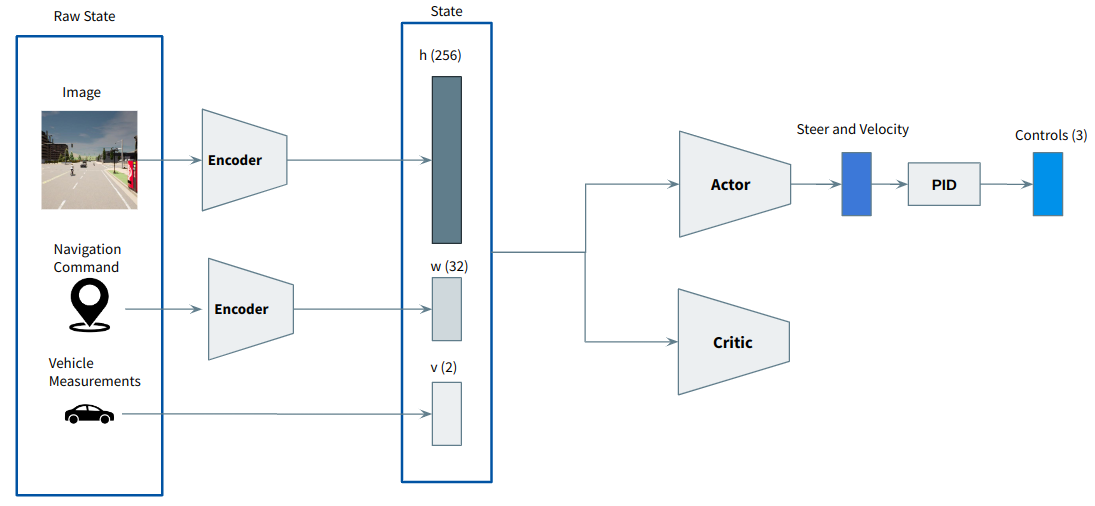 Raw State
State
Image
h (256)
Encoder
Navigation
Command
w (32)
Encoder
Vehicle
Measurements
v (2)
Steer and Velocity
Controls (3)
Actor
PID
Critic